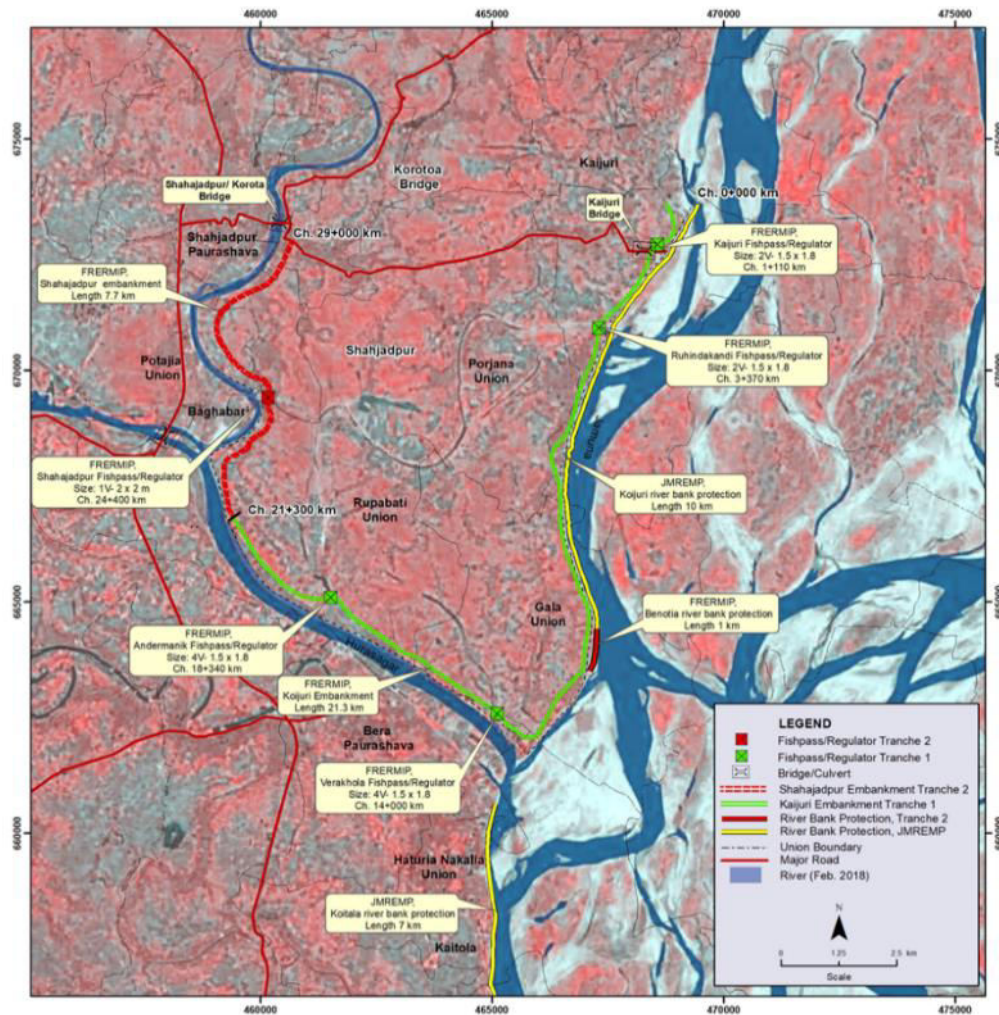 460000
465000
470000
475000
675000
675000
Kaijuri
Korotoa
Bridge
Shahajadpur/ Korota
Bridge
Ch. 0+000 km
Kaijuri
Bridge
Ch. 29+000 km
Shahjadpur
Paurashava
FRERMIP,
Kaijuri Fishpass/Regulator
Size: 2V- 1.5 x 1.8
Ch. 1+110 km
FRERMIP,
Shahajadpur embankment
Length 7.7 km
Shahjadpur
Potajia
Union
Porjana
Union
FRERMIP,
Ruhindakandi Fishpass/Regulator
Size: 2V- 1.5 x 1.8
Ch. 3+370 km
670000
670000
Baghabari
Jamuna
FRERMIP,
Shahajadpur Fishpass/Regulator
Size: 1V- 2 x 2 m
Ch. 24+400 km
JMREMP,
Koijuri river bank protection
Length 10 km
Ch. 21+300 km
Rupabati
Union
665000
665000
Gala
Union
FRERMIP,
Benotia river bank protection
Length 1 km
FRERMIP,
Andermanik Fishpass/Regulator
Size: 4V- 1.5 x 1.8
Ch. 18+340 km
Hurasagar
FRERMIP,
Koijuri Embankment
Length 21.3 km
Bera
Paurashava
FRERMIP,
Verakhola Fishpass/Regulator
Size: 4V- 1.5 x 1.8
Ch. 14+000 km
660000
660000
Haturia Nakalia
Union
JMREMP,
Koitala river bank protection
Length 7 km
Kaitola
LEGEND
Fishpass/Regulator Tranche 2
Fishpass/Regulator Tranche 1
Bridge/Culvert
Shahajadpur Embankment Tranche 2
Kaijuri Embankment Tranche 1
River Bank Protection, Tranche 2
River Bank Protection, JMREMP
Union Boundary
Major Road
River (Feb. 2018)
N
0 1.25 2.5 km
Scale
460000
465000
470000
475000